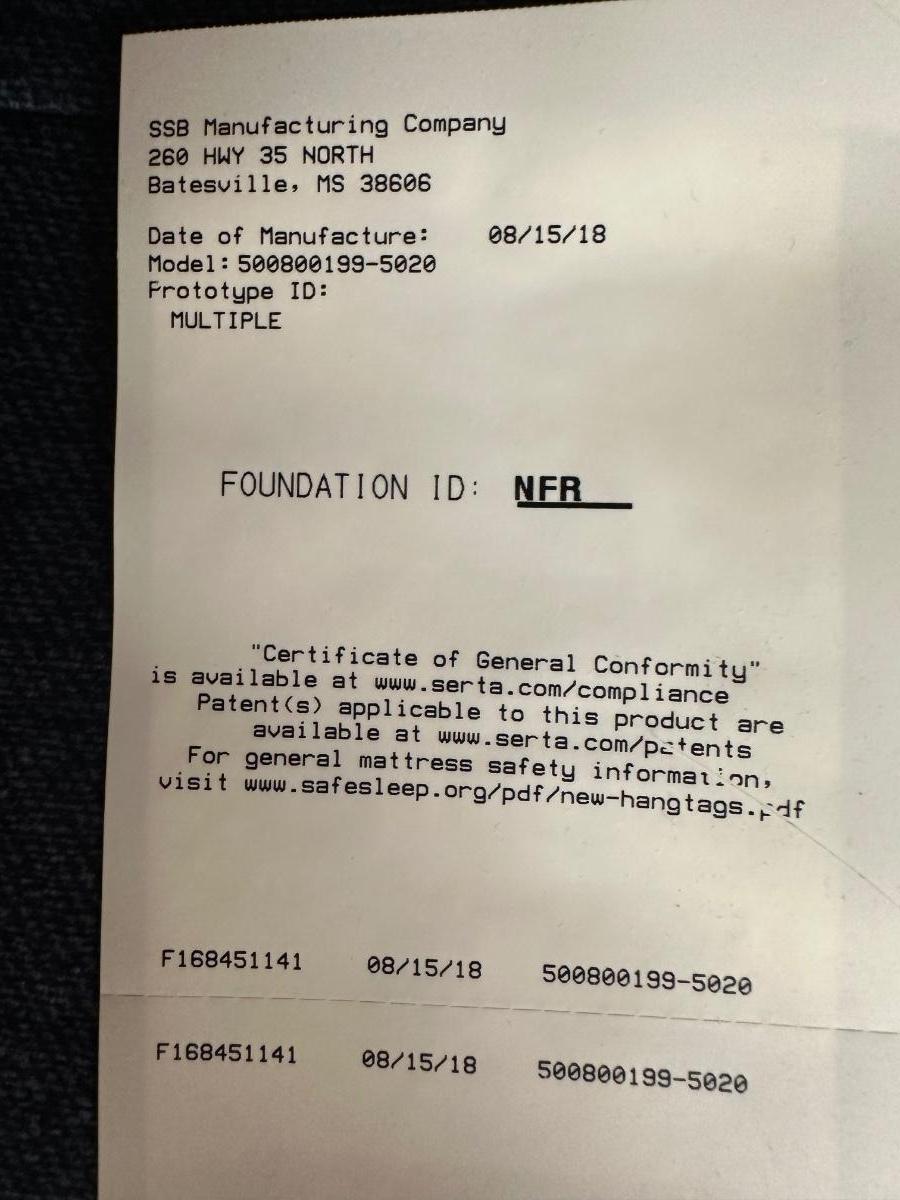 SSB Manufacturing Company
260 HWY 35 NORTH
Batesville, MS 38606
Date of Manufacture: 08/15/18
Model: 500800199-5020
Prototype ID:
MULTIPLE
FOUNDATION ID: NFR
"Certificate of General Conformity"
is available at www.serta.com/compliance
Patent(s) applicable to this product are
available at www.serta.com/patents
For general mattress safety information,
visit www.safesleep.org/pdf/new-hangtags.pdf
F168451141 08/15/18 500800199-5020
F168451141 08/15/18 500800199-5020